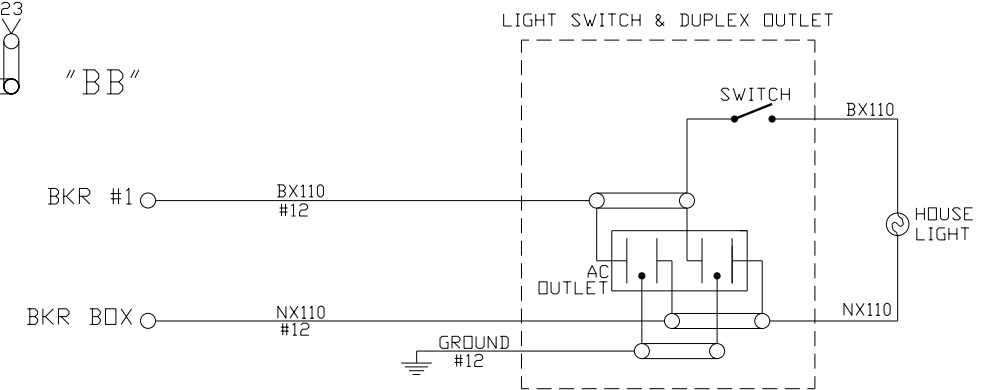 23
LIGHT SWITCH & DUPLEX OUTLET
"BB"
SWITCH
BX110
BKR #1
BX110
#12
HOUSE
LIGHT
AC
OUTLET
BKR BOX
NX110
#12
NX110
GROUND
#12